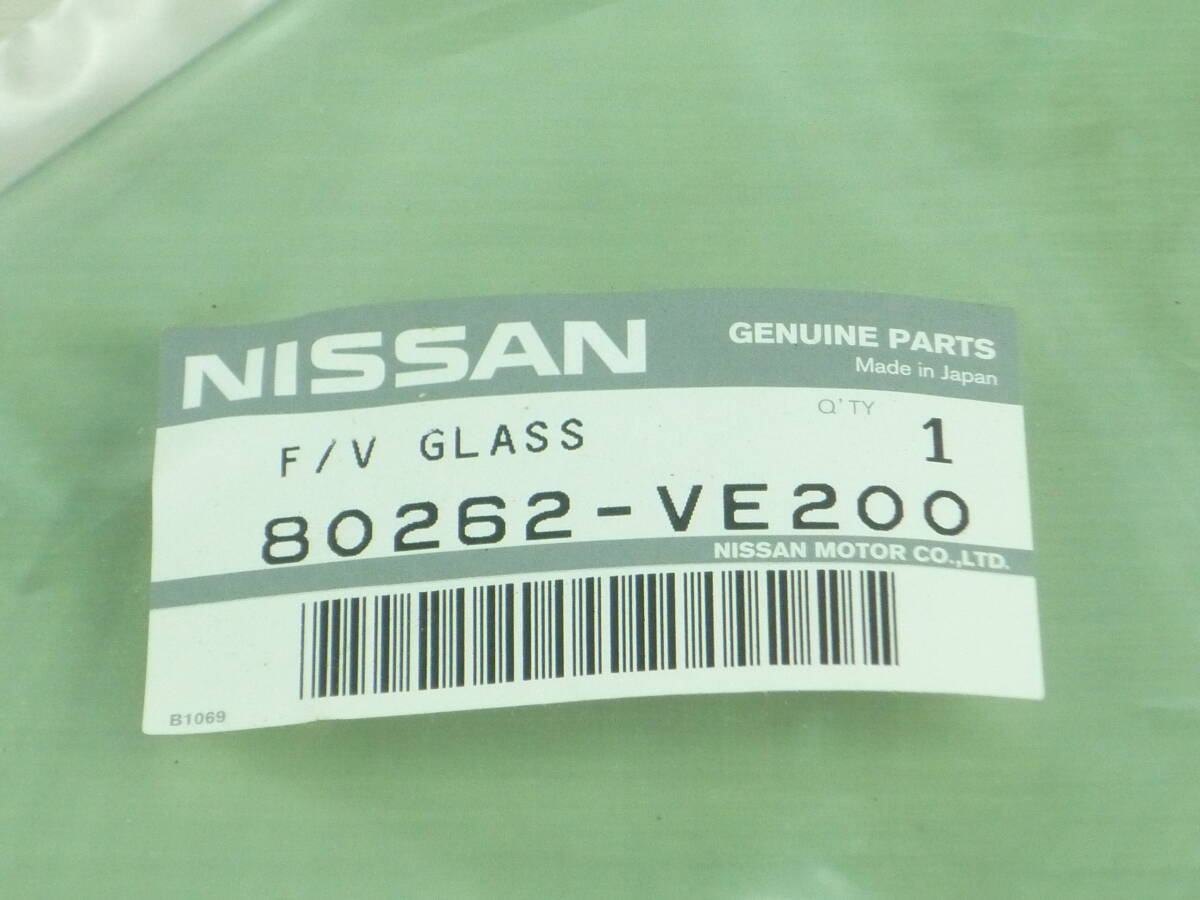 NISSAN
GENUINE PARTS
Made in Japan
Q'TY
F/V GLASS
1
80262-VE200
NISSAN MOTOR CO.,LTD.
B1069